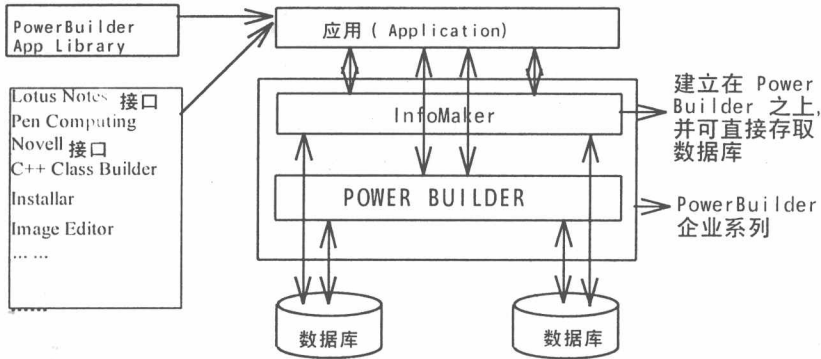 PowerBuilder
App Library
应用 ( Application)
Lotus Notes 接口
Pen Computing
Novell 接口
C++ Class Builder
Installar
Image Editor
... ...
......
InfoMaker
POWER BUILDER
建立在 Power
Builder 之上,
并可直接存取
数据库
PowerBuilder
企业系列
数据库
数据库